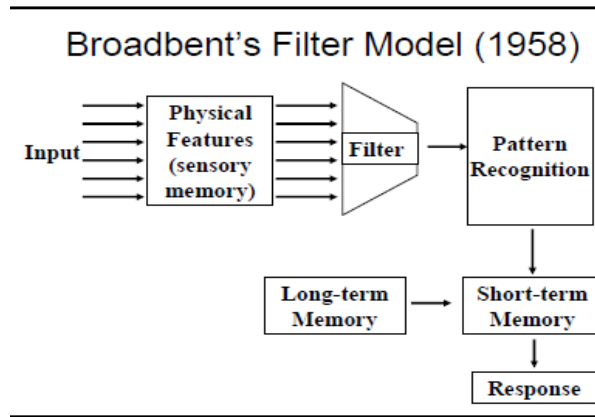 Broadbent's Filter Model (1958)
Input
Physical
Features
(sensory
memory)
Filter
Pattern
Recognition
Long-term
Memory
Short-term
Memory
Response